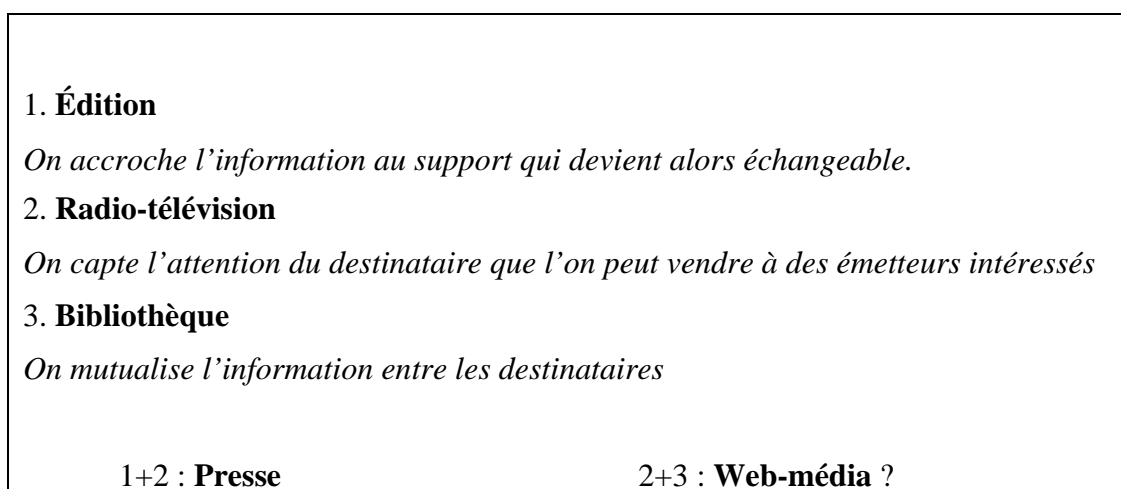 1. Édition
On accroche l’information au support qui devient alors échangeable.
2. Radio-télévision
On capte l’attention du destinataire que l’on peut vendre à des émetteurs intéressés
3. Bibliothèque
On mutualise l’information entre les destinataires
1+2 : Presse 2+3 : Web-média ?